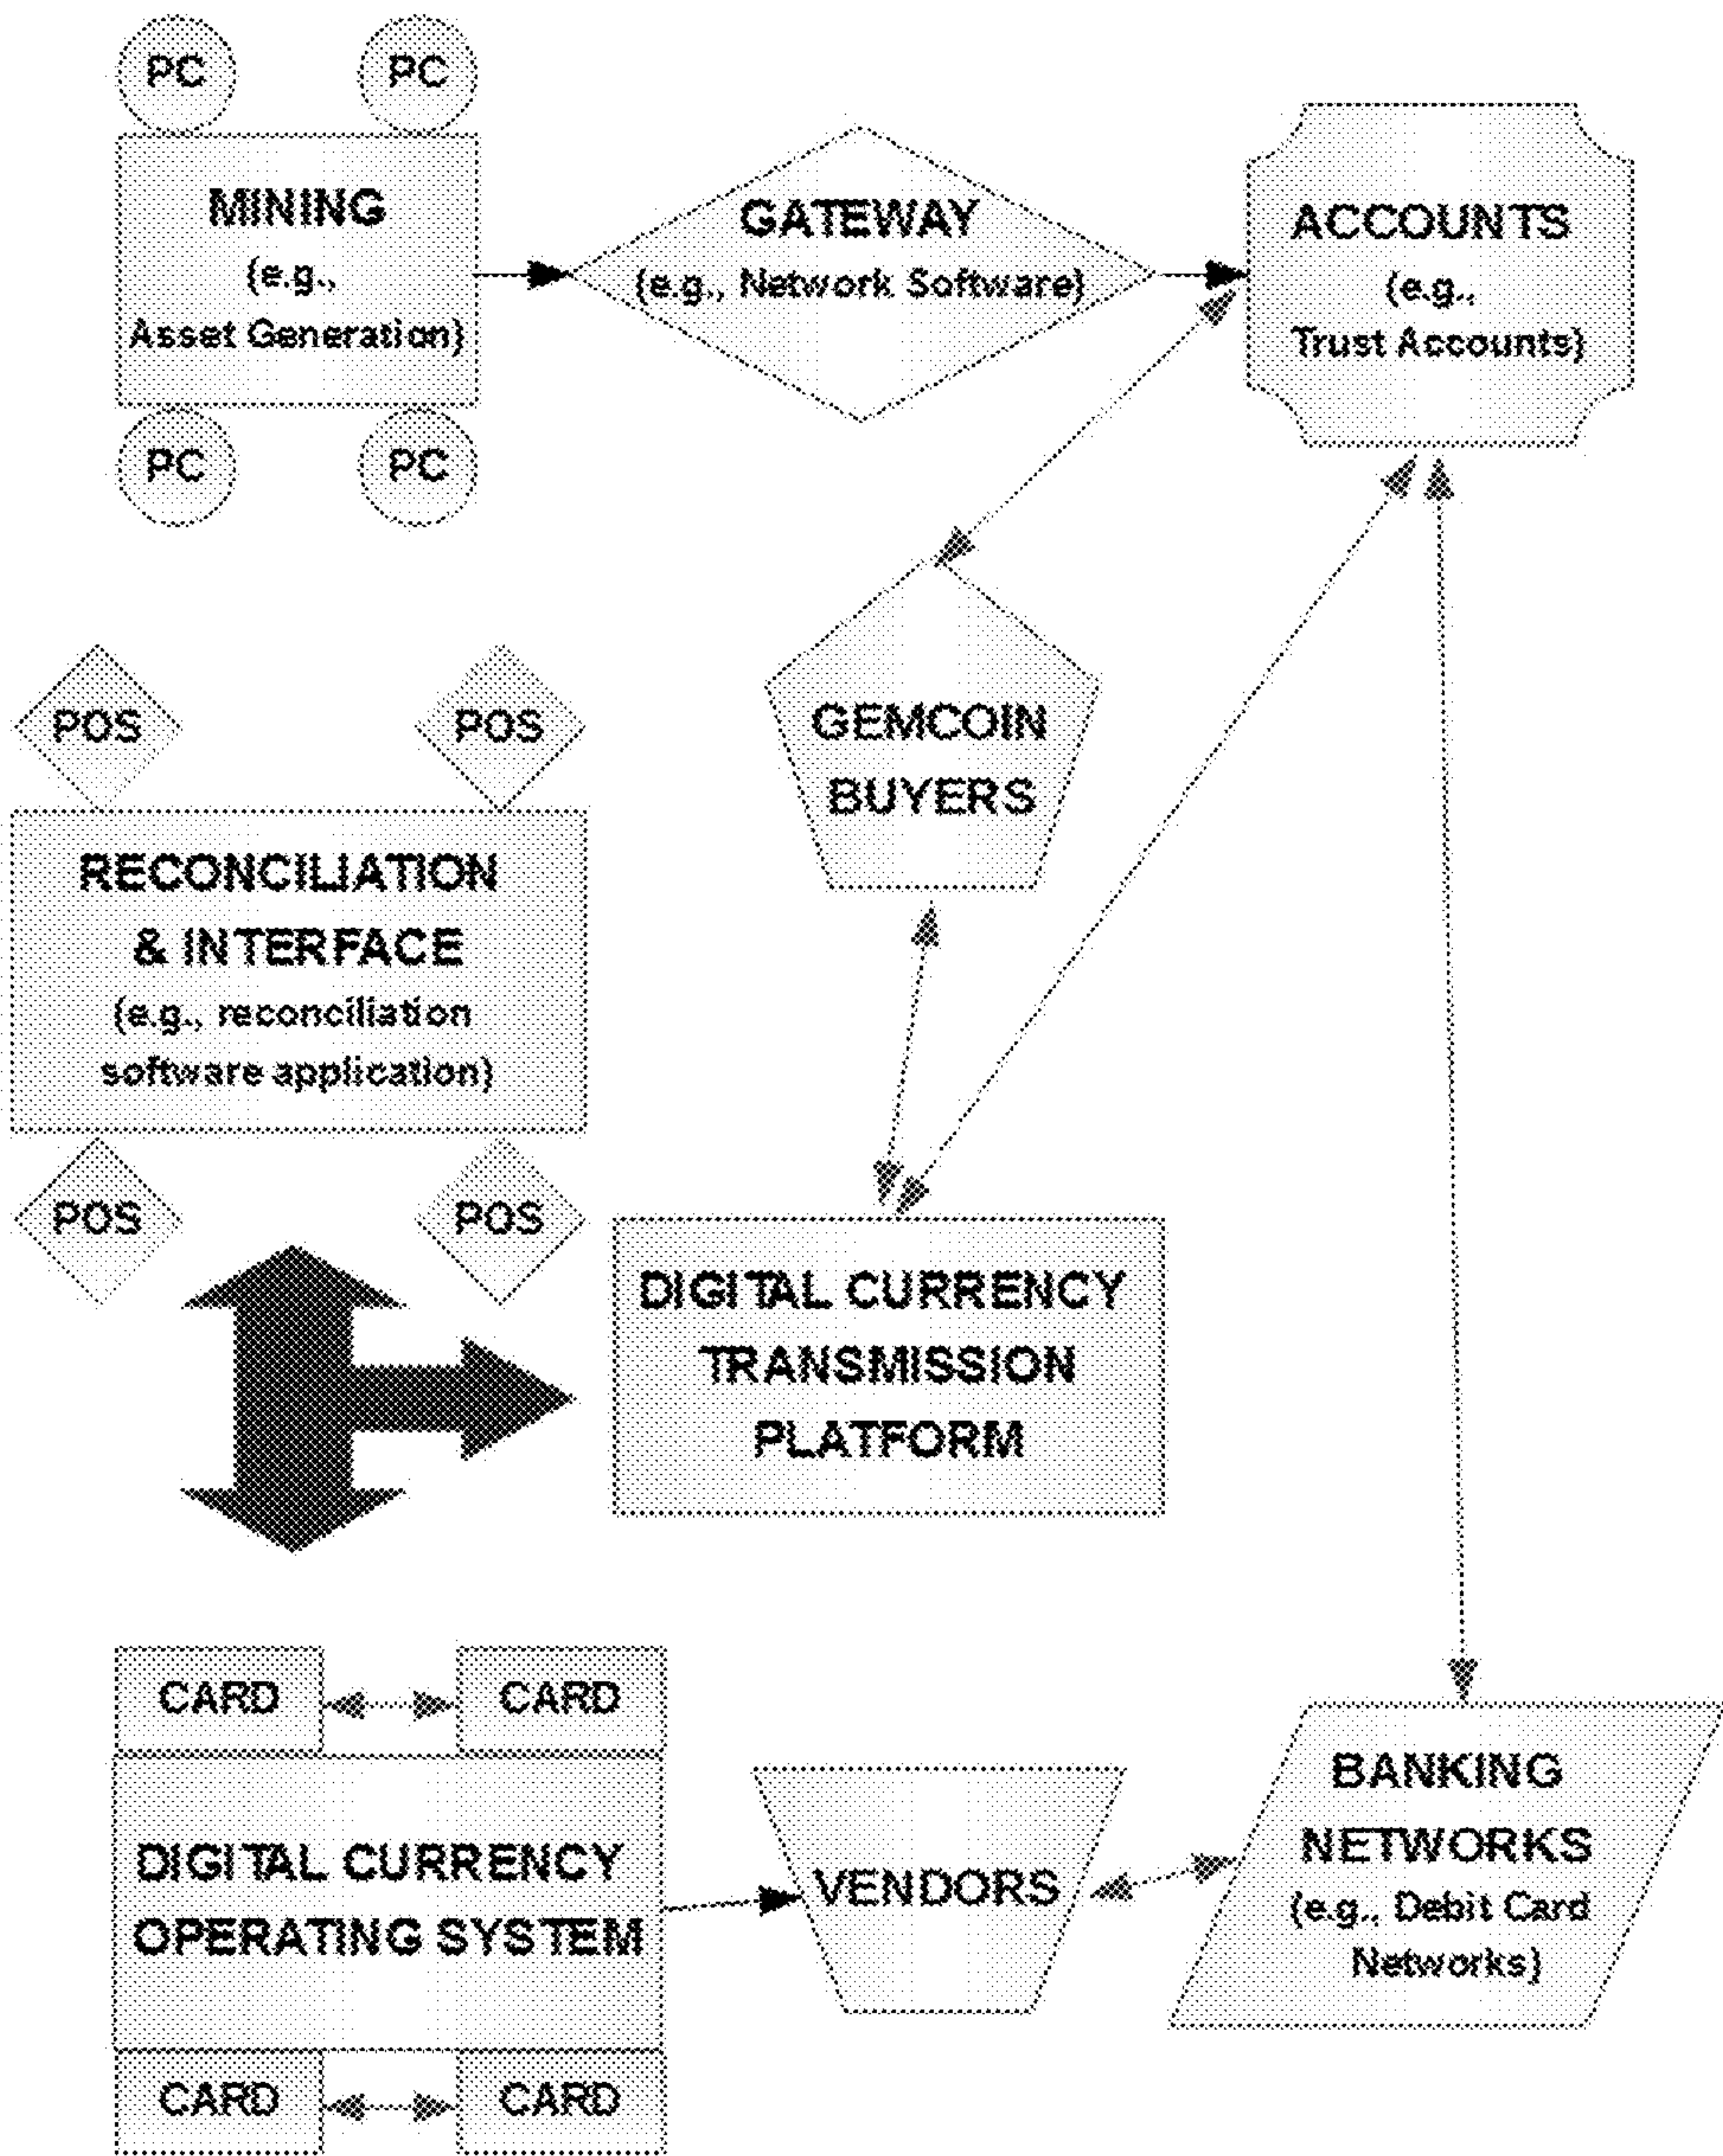 PC
PC
MINING
(e.g.,
Asset Generation)
PC
PC
GATEWAY
(e.g., Network Software)
ACCOUNTS
(e.g.,
Trust Accounts)
GEMCOIN
BUYERS
POS
POS
RECONCILIATION
& INTERFACE
(e.g., reconciliation
software application)
POS
POS
DIGITAL CURRENCY
TRANSMISSION
PLATFORM
CARD
CARD
DIGITAL CURRENCY
OPERATING SYSTEM
CARD
CARD
VENDORS
BANKING
NETWORKS
(e.g., Debit Card
Networks)